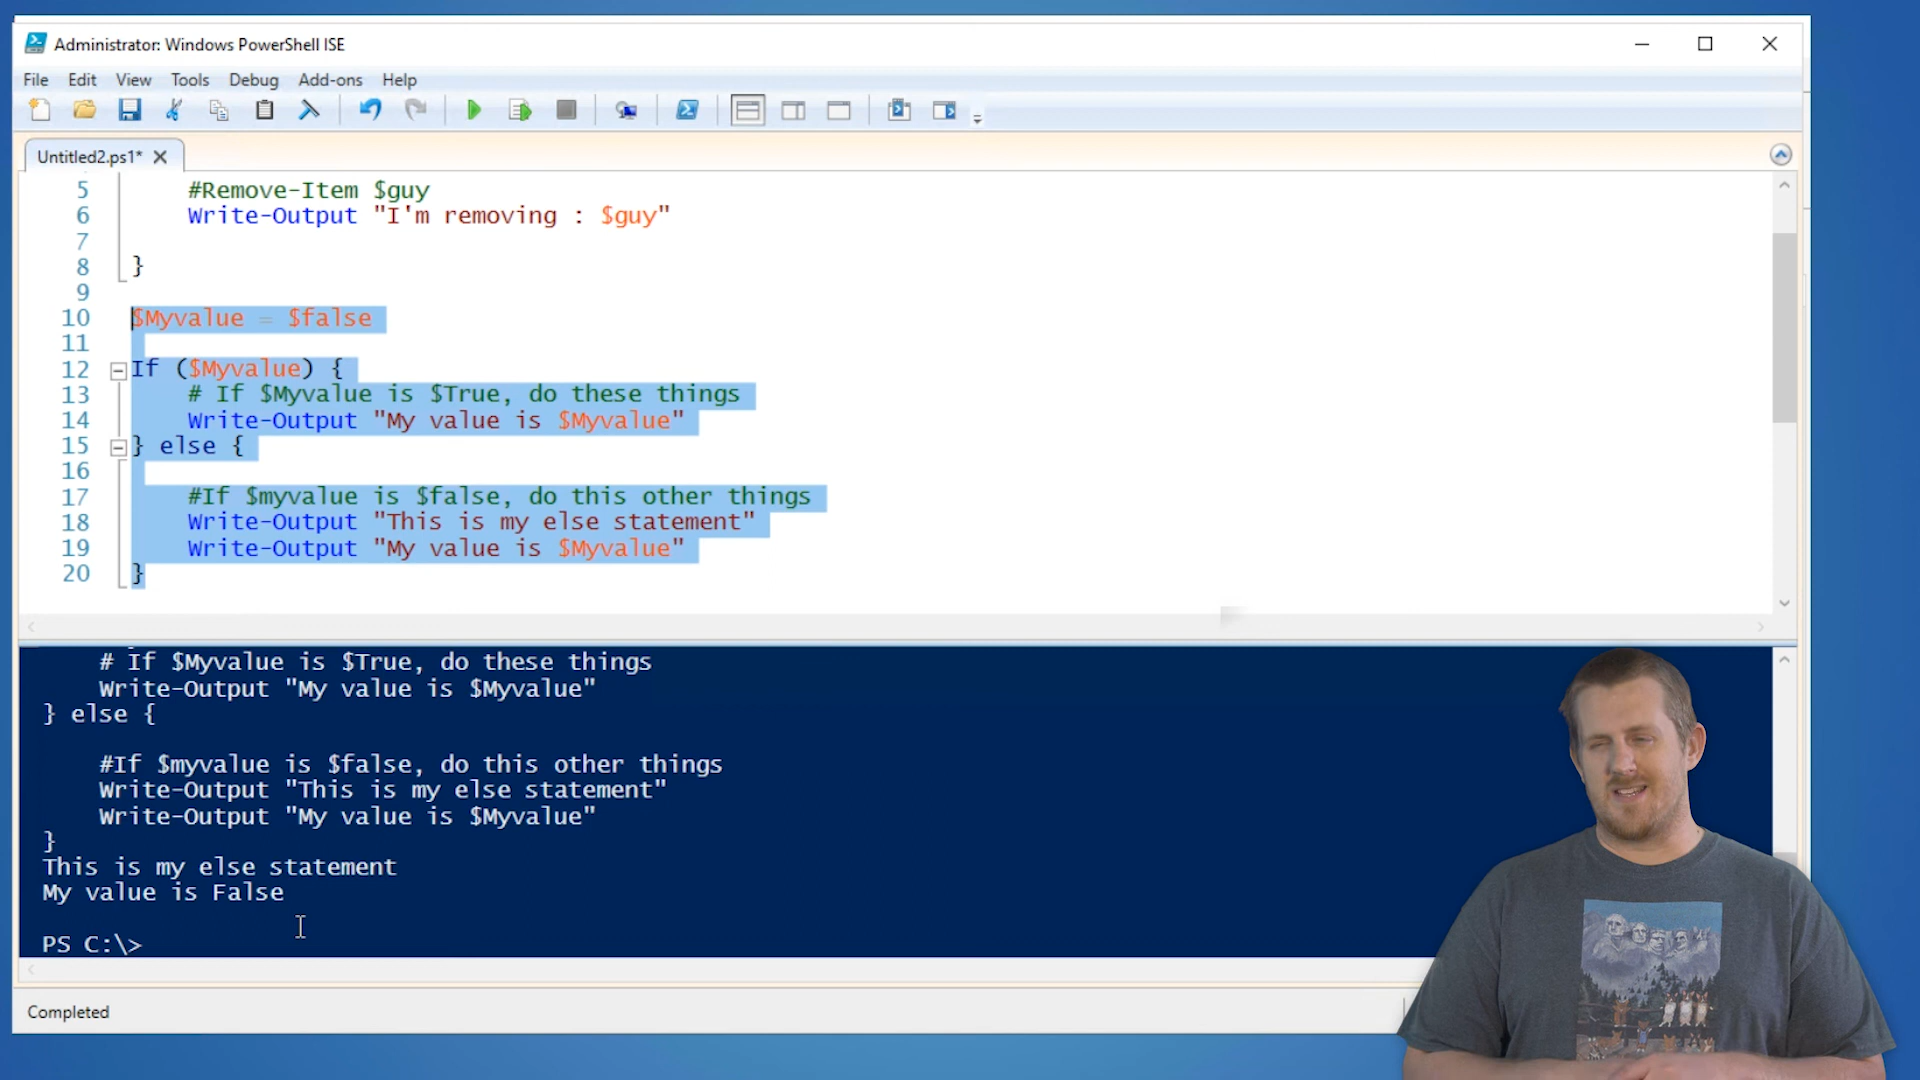 Administrator: Windows PowerShell ISE
File Edit View Tools Debug Add-ons Help
Untitled2.ps1*
5 #Remove-Item $guy
6 Write-Output "I'm removing : $guy"
7
8 }
9
10 $Myvalue = $false
11
12 If ($Myvalue) {
13 # If $Myvalue is $True, do these things
14 Write-Output "My value is $Myvalue"
15 } else {
16
17 #If $myvalue is $false, do this other things
18 Write-Output "This is my else statement"
19 Write-Output "My value is $Myvalue"
20 }
# If $Myvalue is $True, do these things
Write-Output "My value is $Myvalue"
} else {
#If $myvalue is $false, do this other things
Write-Output "This is my else statement"
Write-Output "My value is $Myvalue"
}
This is my else statement
My value is False
PS C:\>
Completed